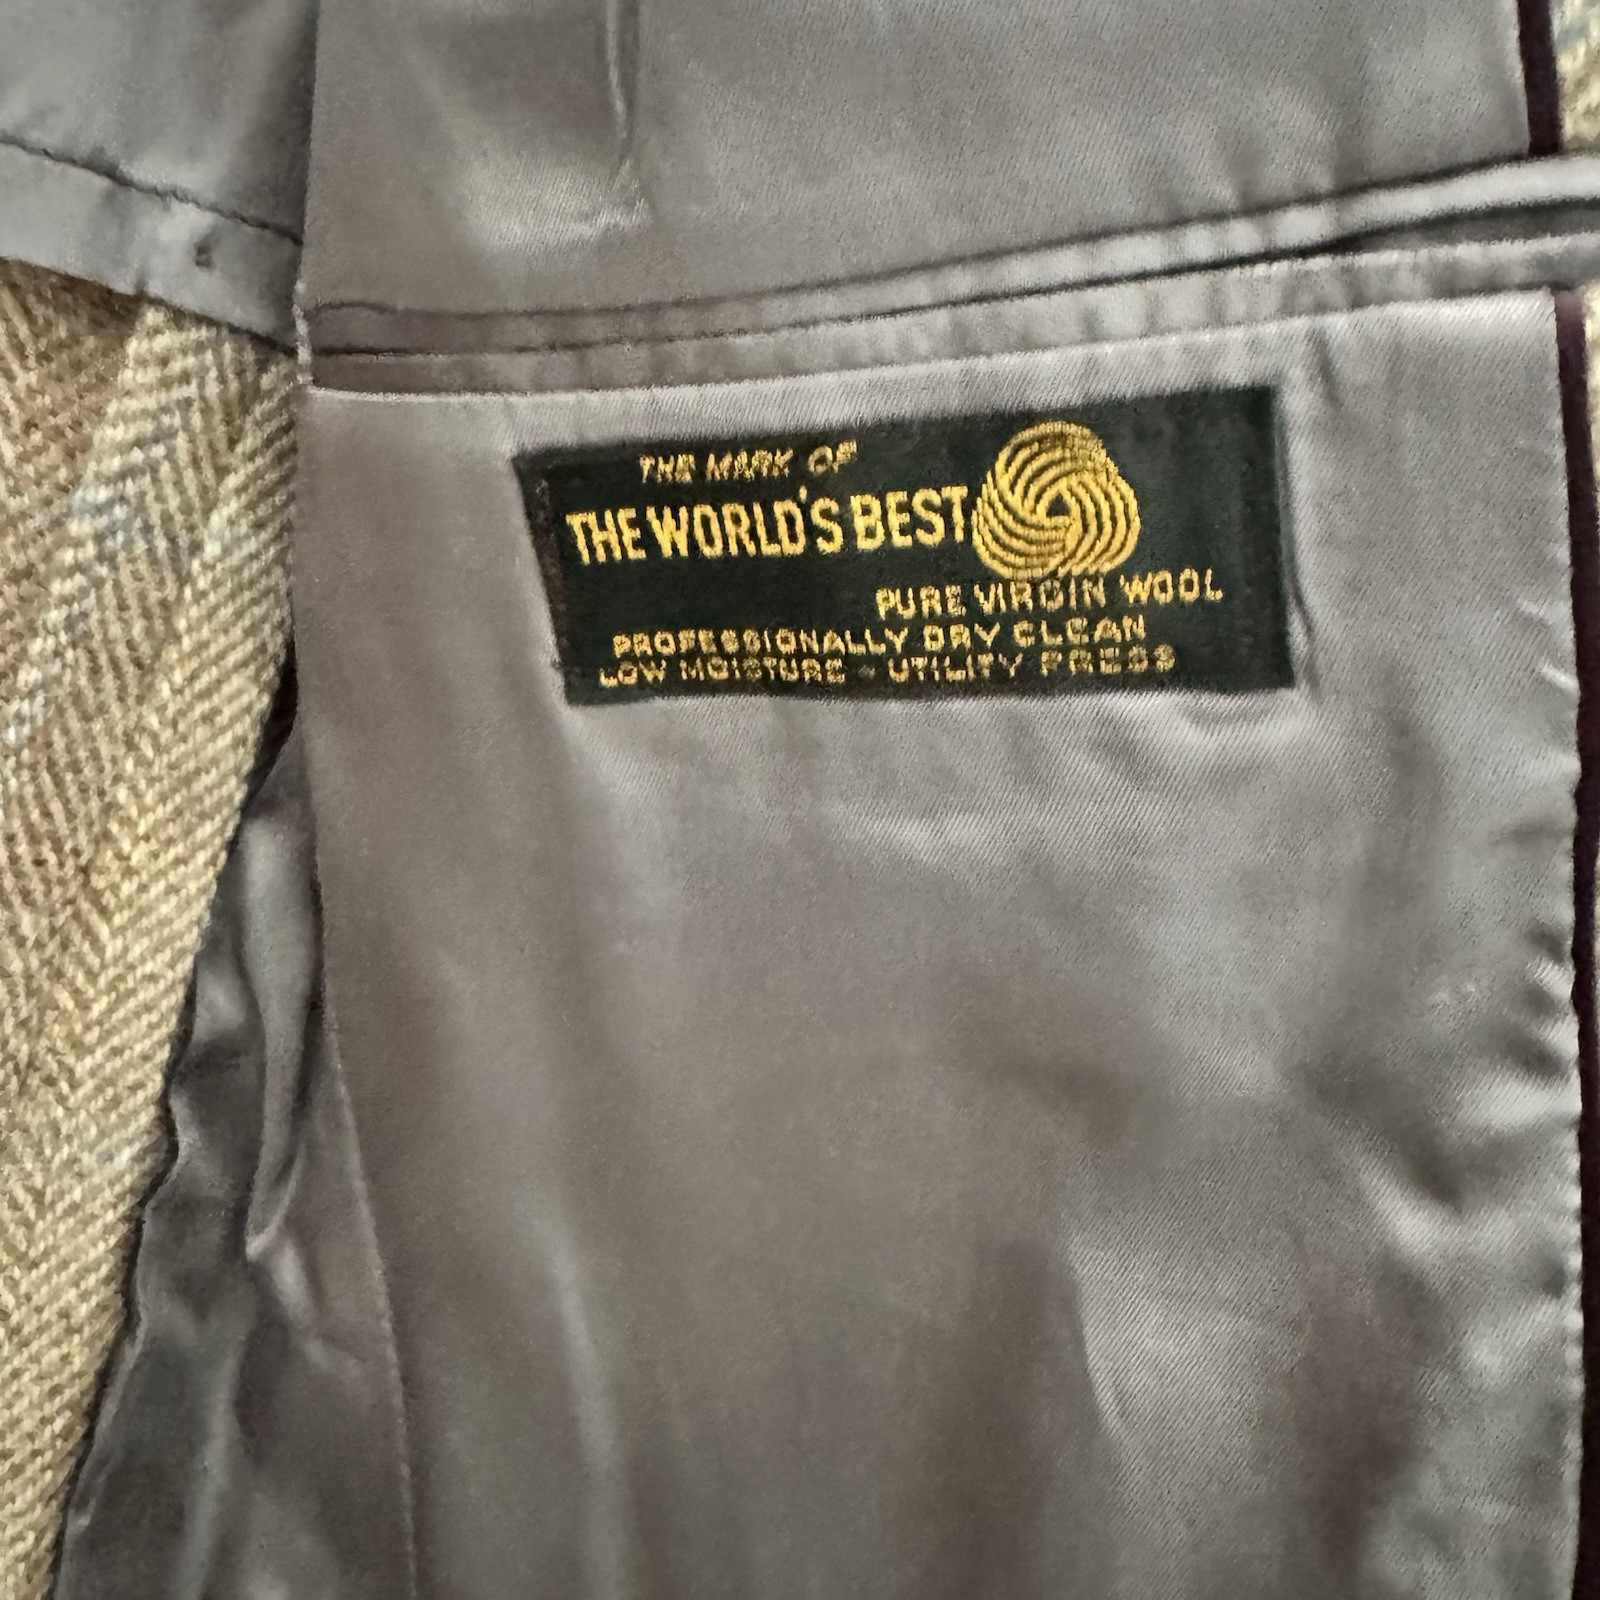 THE MARK OF
THE WORLD'S BEST
PURE VIRGIN WOOL
PROFESSIONALLY DRY CLEAN
LOW MOISTURE - UTILITY PRESS